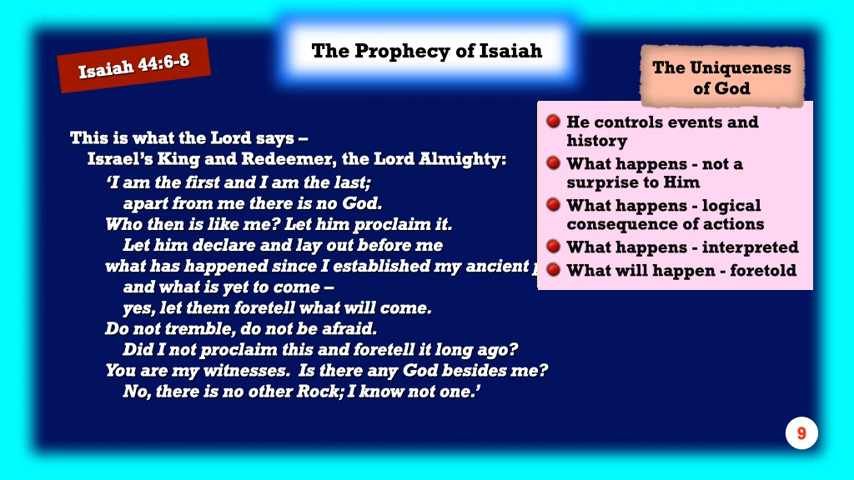 The Prophecy of Isaiah
Isaiah 44:6-8
This is what the Lord says –
Israel's King and Redeemer, the Lord Almighty:
'I am the first and I am the last;
apart from me there is no God.
Who then is like me? Let him proclaim it.
Let him declare and lay out before me
what has happened since I established my ancient
and what is yet to come –
yes, let them foretell what will come.
Do not tremble, do not be afraid.
Did I not proclaim this and foretell it long ago?
You are my witnesses.  Is there any God besides me?
No, there is no other Rock; I know not one.'
The Uniqueness
of God
He controls events and
history
What happens - not a
surprise to Him
What happens - logical
consequence of actions
What happens - interpreted
What will happen - foretold
9